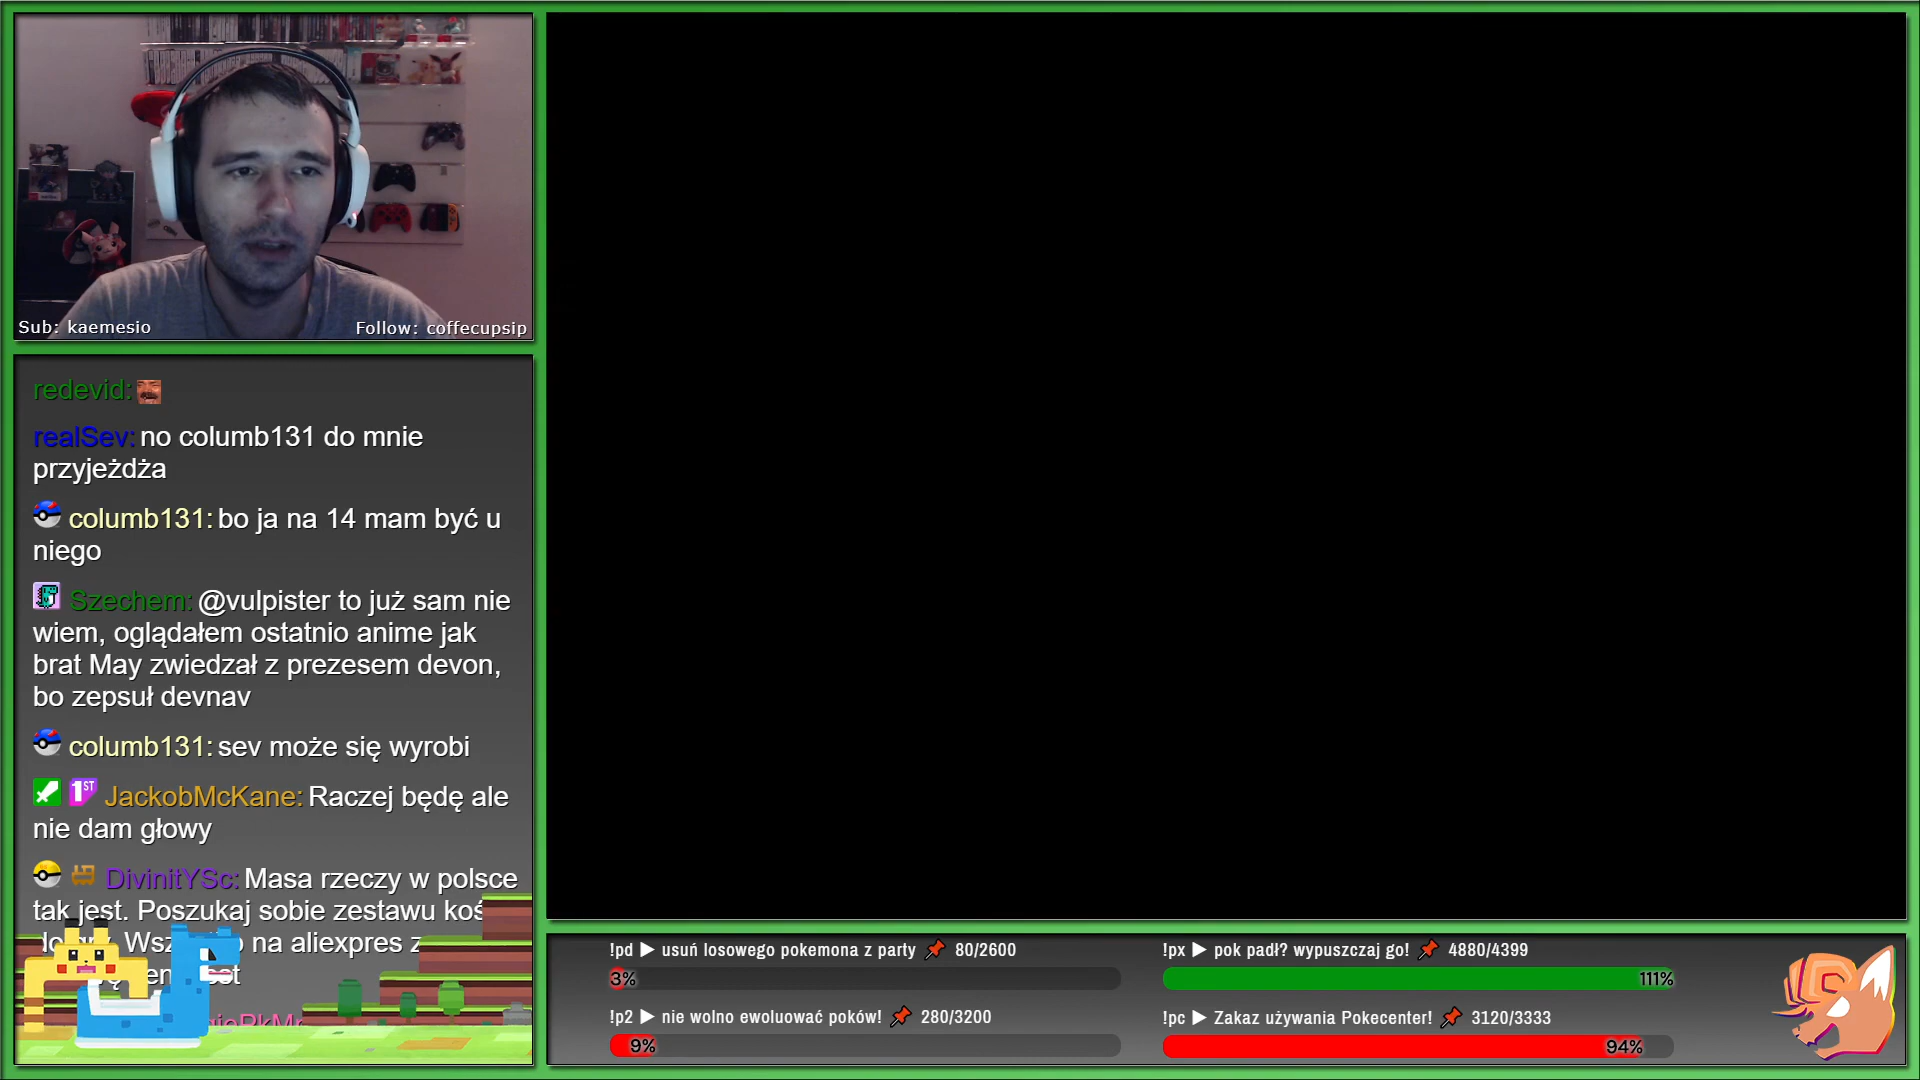 Sub: kaemesio
Follow: coffecupsip
redevid:
realSev: no columb131 do mnie
przyjeżdża
columb131: bo ja na 14 mam być u
niego
Szechem: @vulpister to już sam nie
wiem, oglądałem ostatnio anime jak
brat May zwiedzał z prezesem devon,
bo zepsuł devnav
columb131: sev może się wyrobi
1ST JackobMcKane: Raczej będę ale
nie dam głowy
DivinitYSc: Masa rzeczy w polsce
tak jest. Poszukaj sobie zestawu
na aliexpres
!pd ▶ usuń losowego pokemona z party 📌 80/2600
3%
!px ▶ pok padł? wypuszczaj go! 📌 4880/4399
111%
!p2 ▶ nie wolno ewoluować poków! 📌 280/3200
9%
!pc ▶ Zakaz używania Pokecenter! 📌 3120/3333
94%